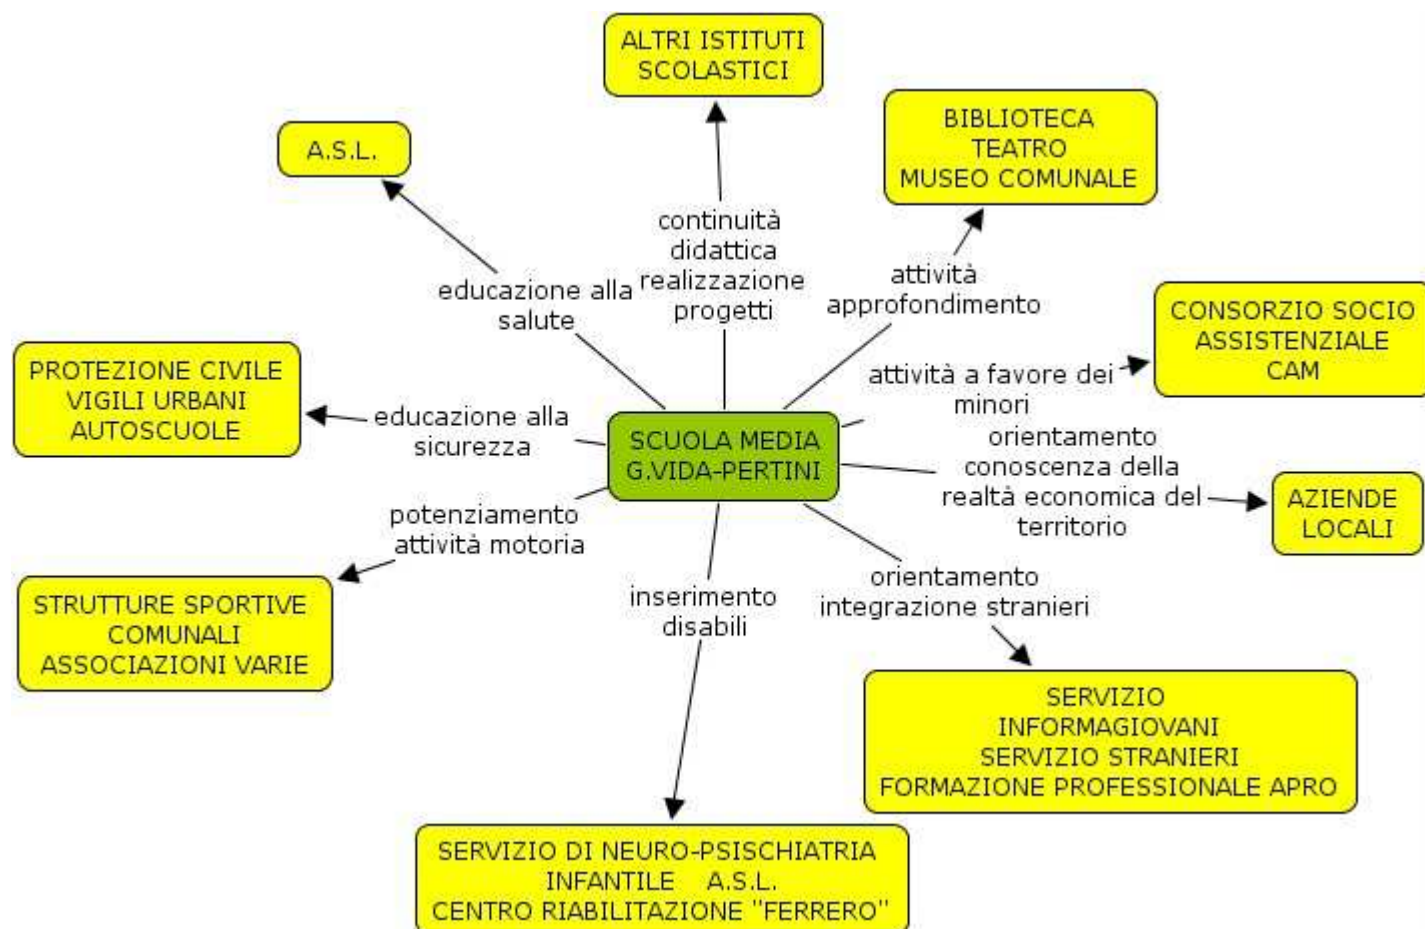 ALTRI ISTITUTI
SCOLASTICI
BIBLIOTECA
TEATRO
MUSEO COMUNALE
A.S.L.
continuità
didattica
realizzazione
progetti
attività
approfondimento
educazione alla
salute
CONSORZIO SOCIO
ASSISTENZIALE
CAM
PROTEZIONE CIVILE
VIGILI URBANI
AUTOSCUOLE
attività a favore dei
minori
educazione alla
sicurezza
SCUOLA MEDIA
G.VIDA-PERTINI
orientamento
conoscenza della
realtà economica del
territorio
AZIENDE
LOCALI
potenziamento
attività motoria
orientamento
integrazione stranieri
inserimento
disabili
STRUTTURE SPORTIVE
COMUNALI
ASSOCIAZIONI VARIE
SERVIZIO
INFORMAGIOVANI
SERVIZIO STRANIERI
FORMAZIONE PROFESSIONALE APRO
SERVIZIO DI NEURO-PSISCHIATRIA
INFANTILE A.S.L.
CENTRO RIABILITAZIONE "FERRERO"